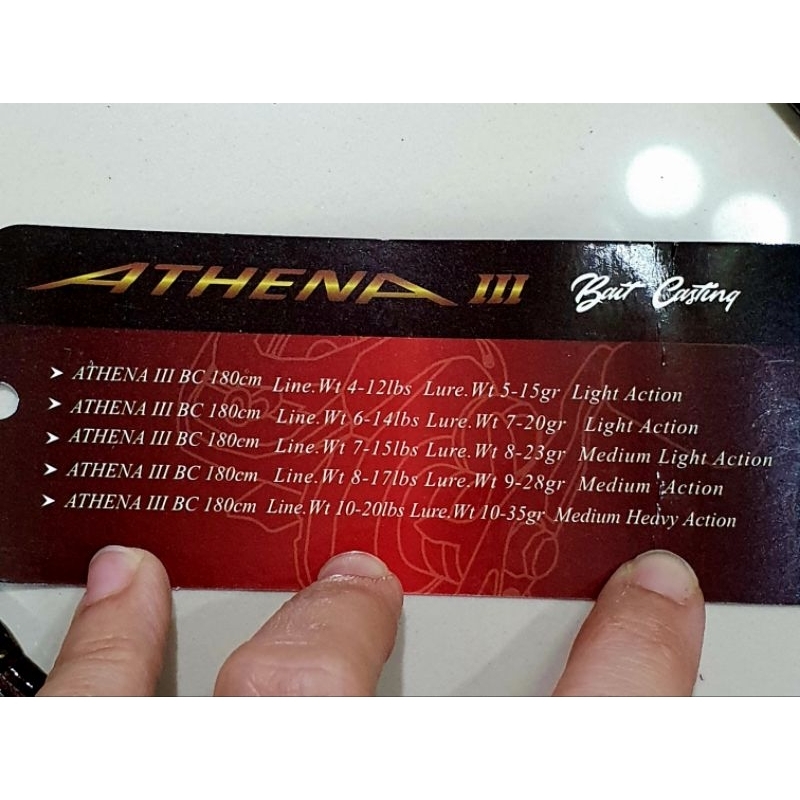 ATHENA III Bait Casting
➤ ATHENA III BC 180cm Line.Wt 4-12lbs Lure.Wt 5-15gr Light Action
➤ ATHENA III BC 180cm Line.Wt 6-14lbs Lure.Wt 7-20gr Light Action
➤ ATHENA III BC 180cm Line.Wt 7-15lbs Lure.Wt 8-23gr Medium Light Action
➤ ATHENA III BC 180cm Line.Wt 8-17lbs Lure.Wt 9-28gr Medium Action
➤ ATHENA III BC 180cm Line.Wt 10-20lbs Lure.Wt 10-35gr Medium Heavy Action